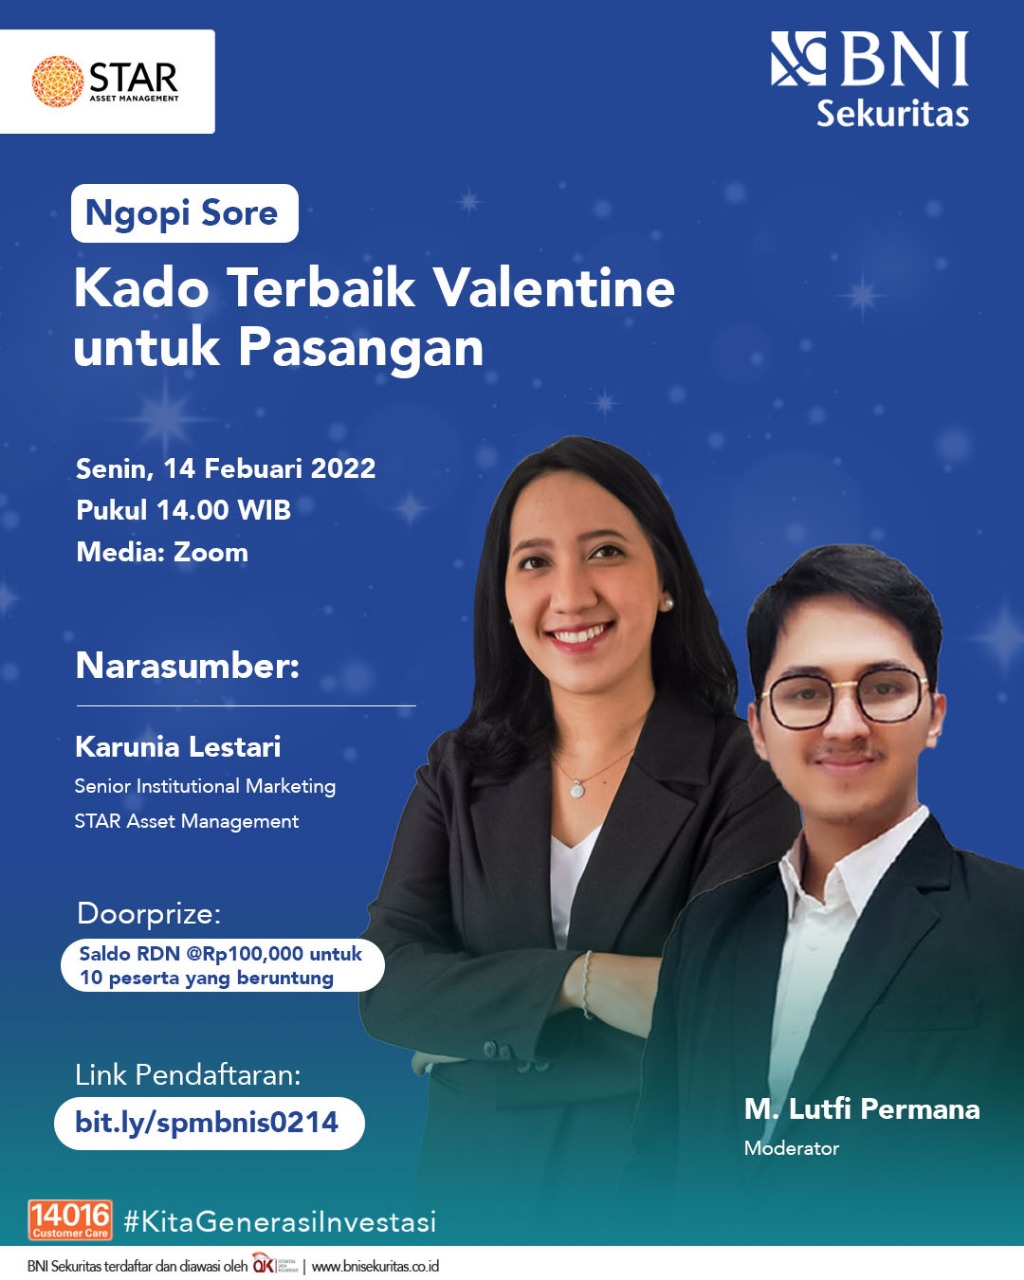 STAR
ASSET MANAGEMENT
BNI
Sekuritas
Ngopi Sore
Kado Terbaik Valentine
untuk Pasangan
Senin, 14 Febuari 2022
Pukul 14.00 WIB
Media: Zoom
Narasumber:
Karunia Lestari
Senior Institutional Marketing
STAR Asset Management
Doorprize:
Saldo RDN @Rp100,000 untuk
10 peserta yang beruntung
Link Pendaftaran:
bit.ly/spmbnis0214
M. Lutfi Permana
Moderator
14016
Customer Care
#KitaGenerasiInvestasi
BNI Sekuritas terdaftar dan diawasi oleh OJK | www.bnisekuritas.co.id